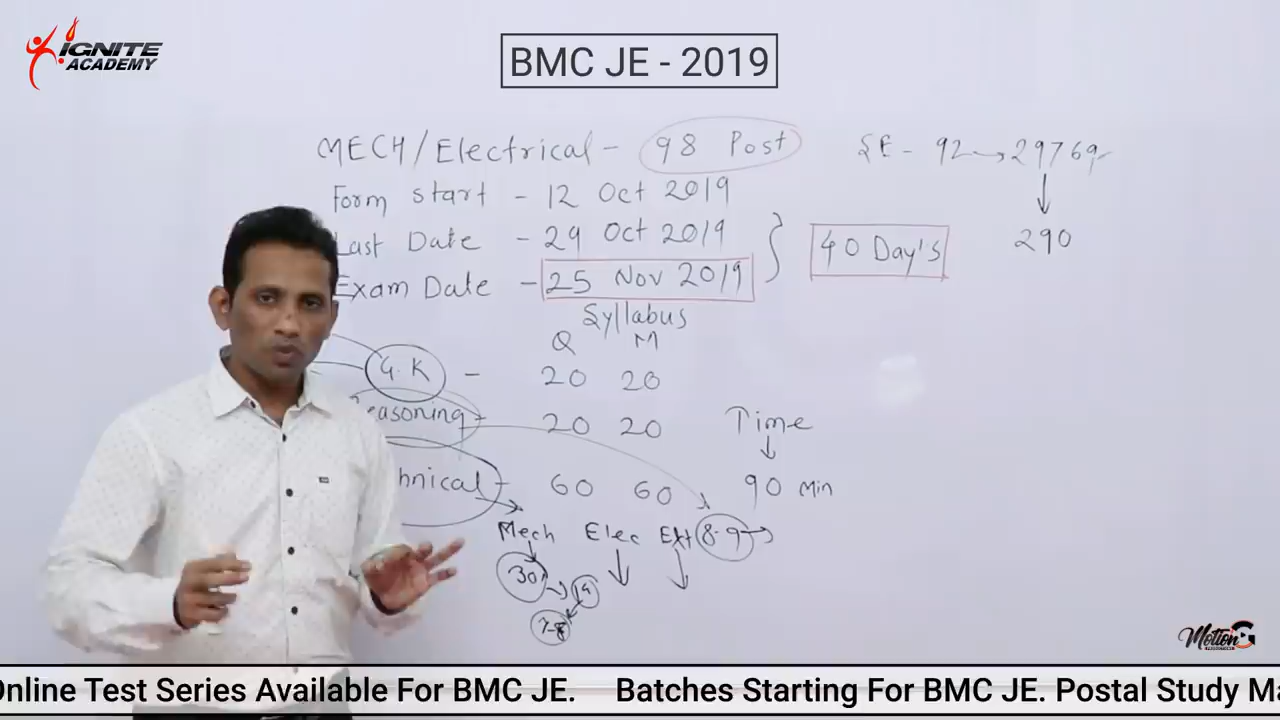 IGNITE
ACADEMY
BMC JE - 2019
MECH/Electrical - 98 Post
SE - 92 → 29769
↓
290
Form start - 12 Oct 2019
Last Date - 29 Oct 2019
Exam Date - 25 Nov 2019
40 Day's
Syllabus
Q M
G.K - 20 20
Reasoning 20 20
hnical 60 60
Time
↓
90 Min
Mech Elec Ext 8-9 →
30
7-8
Motion
Online Test Series Available For BMC JE. Batches Starting For BMC JE. Postal Study Ma